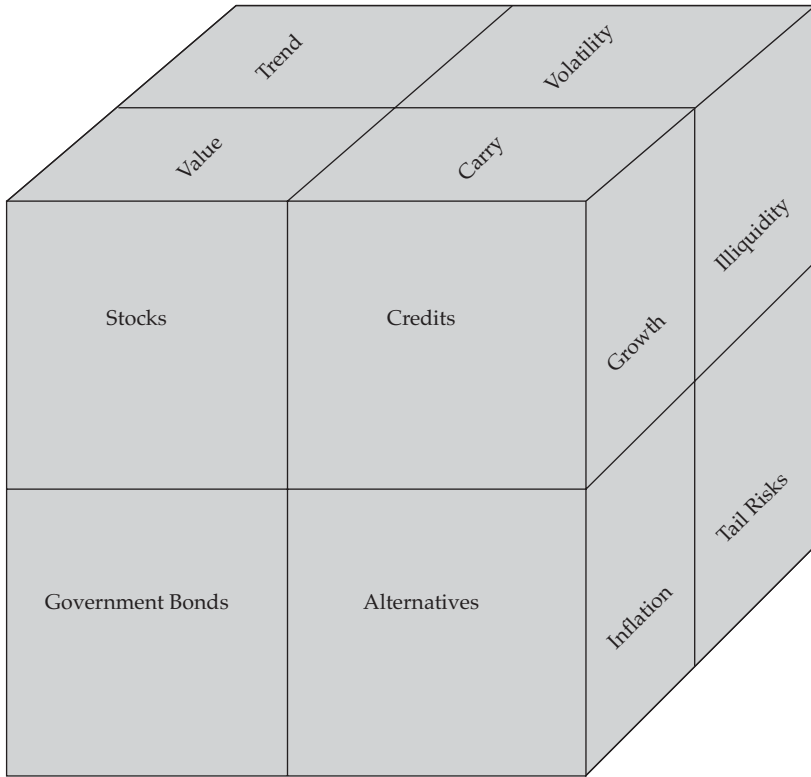 Trend
Volatility
Value
Carry
Illiquidity
Stocks
Credits
Growth
Tail Risks
Government Bonds
Alternatives
Inflation